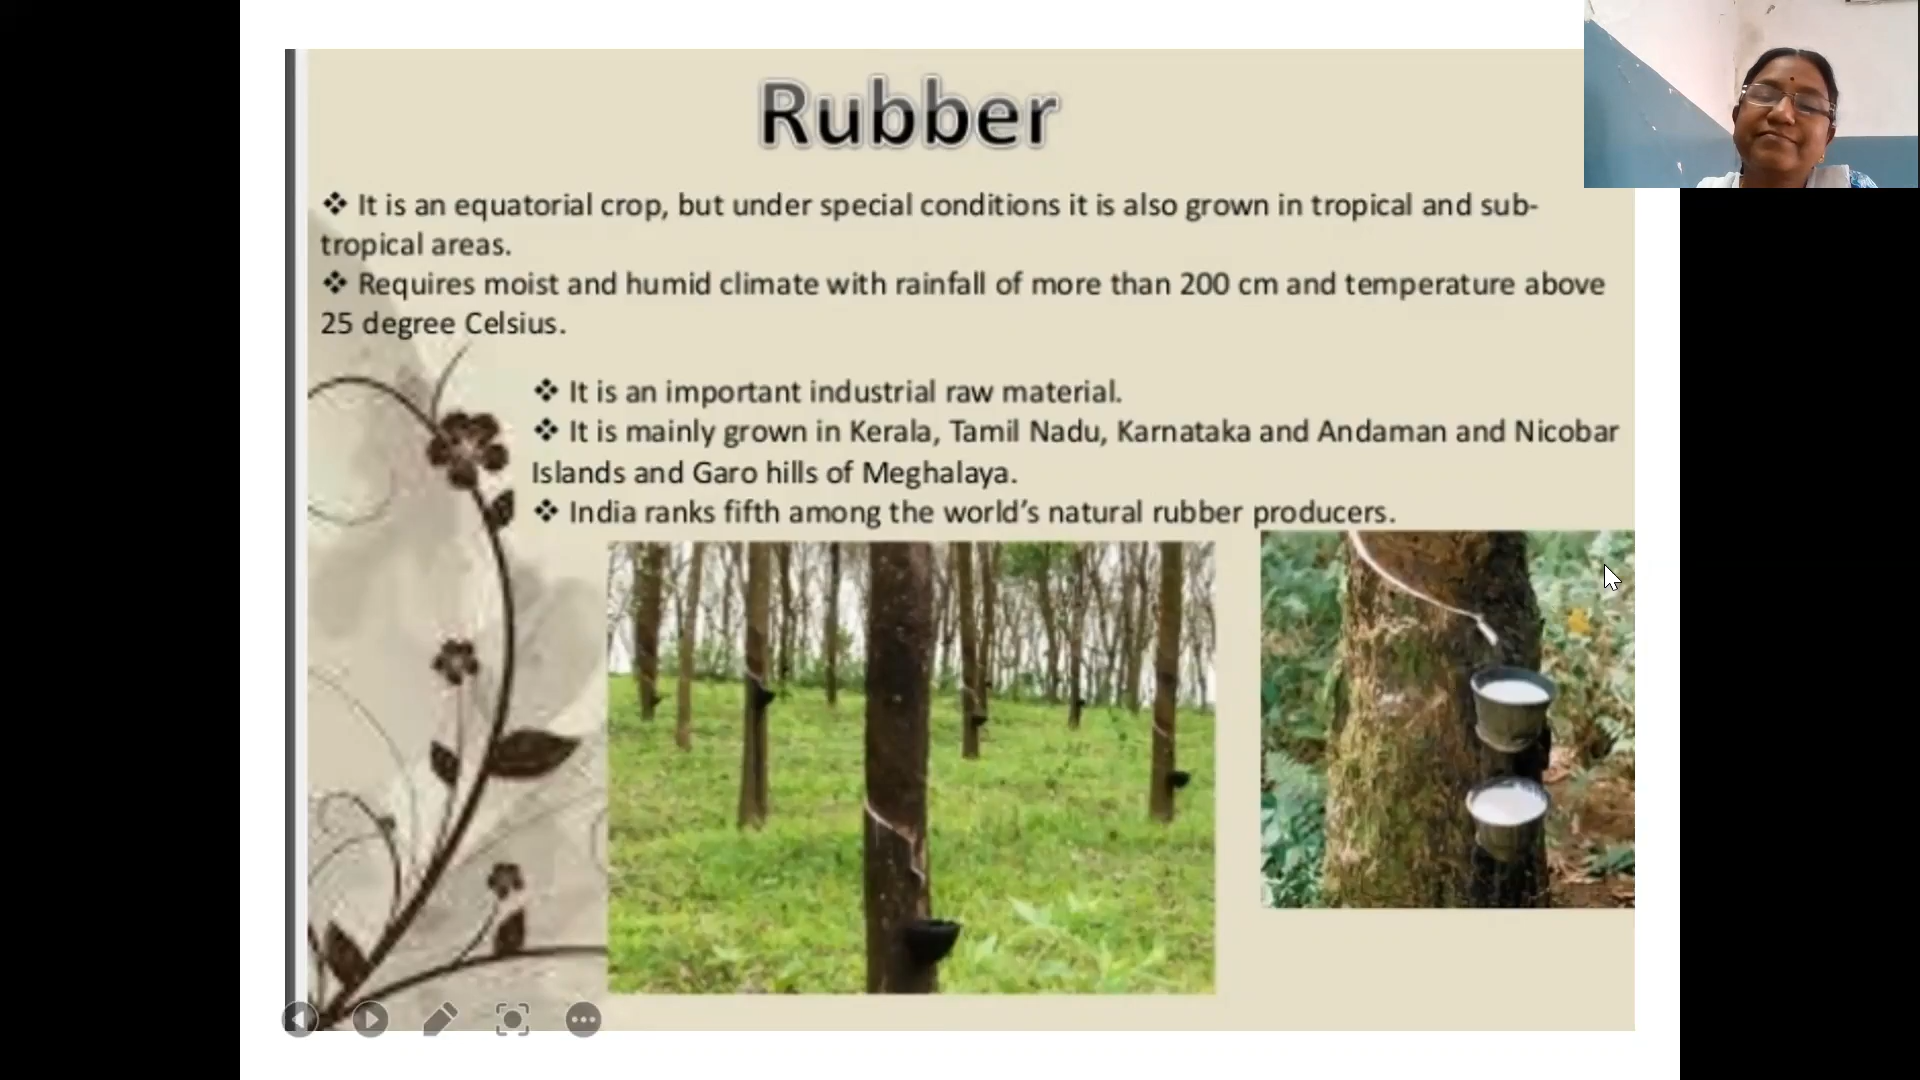 Rubber
❖ It is an equatorial crop, but under special conditions it is also grown in tropical and sub-
tropical areas.
❖ Requires moist and humid climate with rainfall of more than 200 cm and temperature above
25 degree Celsius.
❖ It is an important industrial raw material.
❖ It is mainly grown in Kerala, Tamil Nadu, Karnataka and Andaman and Nicobar
Islands and Garo hills of Meghalaya.
❖ India ranks fifth among the world's natural rubber producers.